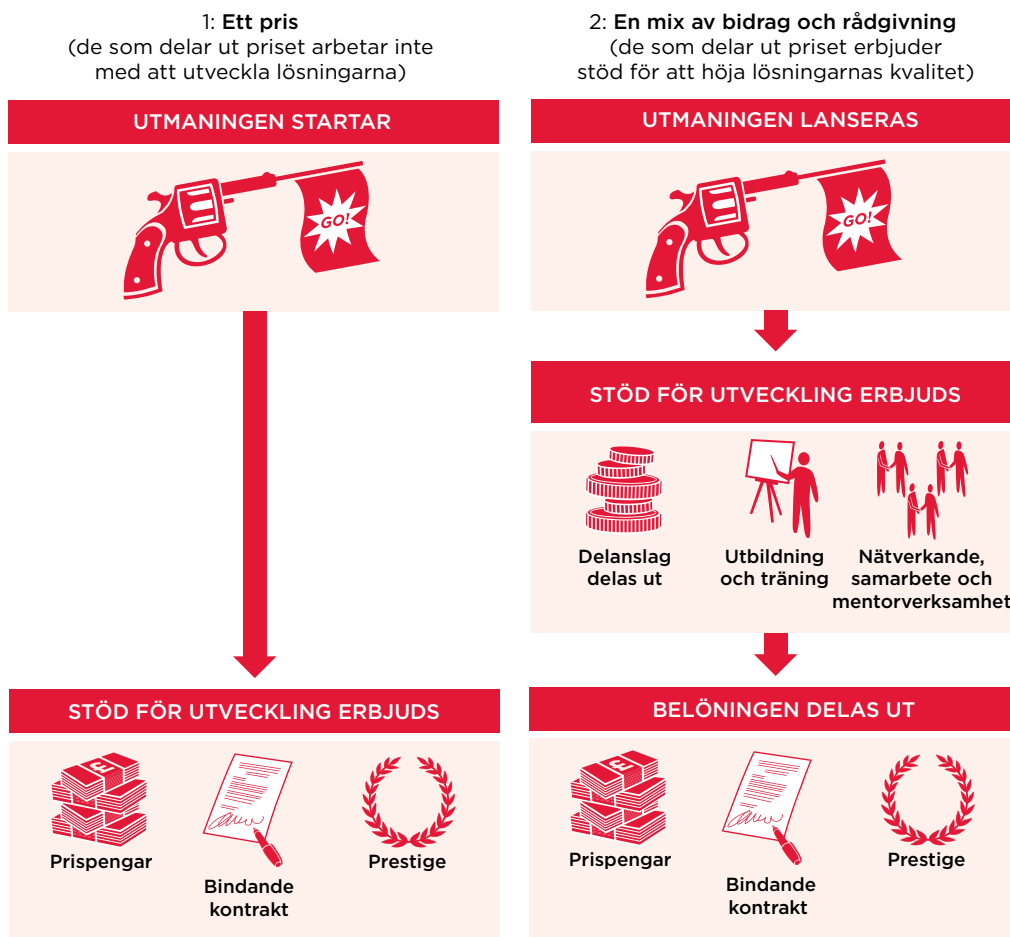 1: Ett pris
(de som delar ut priset arbetar inte
med att utveckla lösningarna)
UTMANINGEN STARTAR
GO!
STÖD FÖR UTVECKLING ERBJUDS
Prispengar
Bindande
kontrakt
Prestige
2: En mix av bidrag och rådgivning
(de som delar ut priset erbjuder
stöd för att höja lösningarnas kvalitet)
UTMANINGEN LANSERAS
GO!
STÖD FÖR UTVECKLING ERBJUDS
Delanslag
delas ut
Utbildning
och träning
Nätverkande,
samarbete och
mentorverksamhet
BELÖNINGEN DELAS UT
Prispengar
Bindande
kontrakt
Prestige